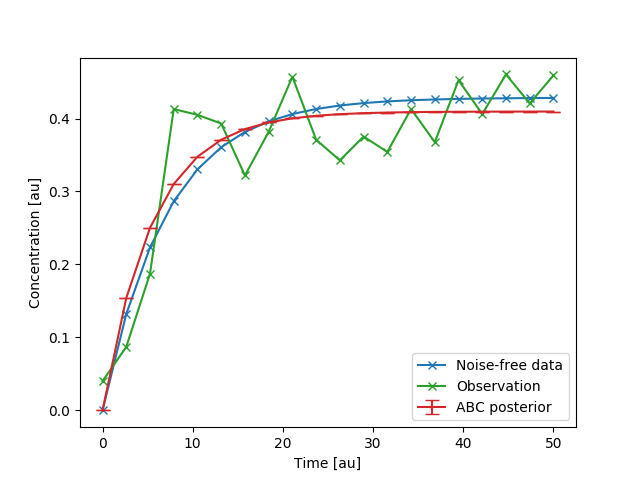 0.4
0.3
0.2
0.1
0.0
Concentration [au]
Noise-free data
Observation
ABC posterior
0 10 20 30 40 50
Time [au]